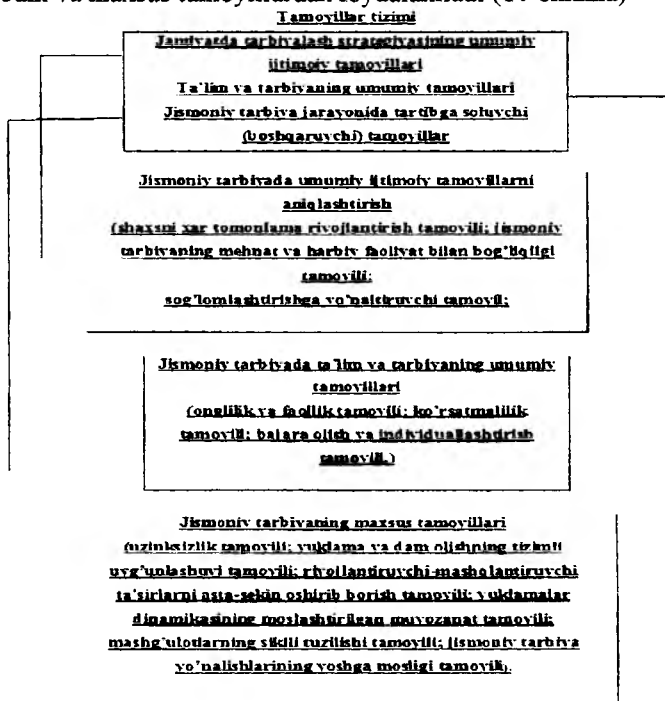 Tamoyillar tizimi
Jamiyatda tarbiyalash strategiyasining umumiy
ijtimoiy tamoyillari
Ta'lim va tarbiyaning umumiy tamoyillari
Jismoniy tarbiya jarayonida tartibga soluvchi
(boshqaruvchi) tamoyillar
Jismoniy tarbiyada umumiy ijtimoiy tamoyillarni
aniqlashtirish
(shaxsni xar tomonlama rivojlantirish tamoyili; jismoniy
tarbiyaning mehnat va harbiy faoliyat bilan bog'liqligi
tamoyili;
sog'lomlashtirishga yo'naltiruvchi tamoyil;
Jismoniy tarbiyada ta'lim va tarbiyaning umumiy
tamoyillari
(onglilik va faollik tamoyili; ko'rsatmalilik
tamoyili; bajara olish va individuallashtirish
tamoyili.)
Jismoniy tarbiyaning maxsus tamoyillari
(uzluksizlik tamoyili; yuklama va dam olishning tizimli
uyg'unlashuvi tamoyili; rivojlantiruvchi-mashqlantiruvchi
ta'sirlarni asta-sekin oshirib borish tamoyili; yuklamalar
dinamikasining moslashtirilgan muvozanat tamoyili;
mashg'ulotlarning siklli tuzilishi tamoyili; jismoniy tarbiya
yo'nalishlarining yoshga mosligi tamoyili).